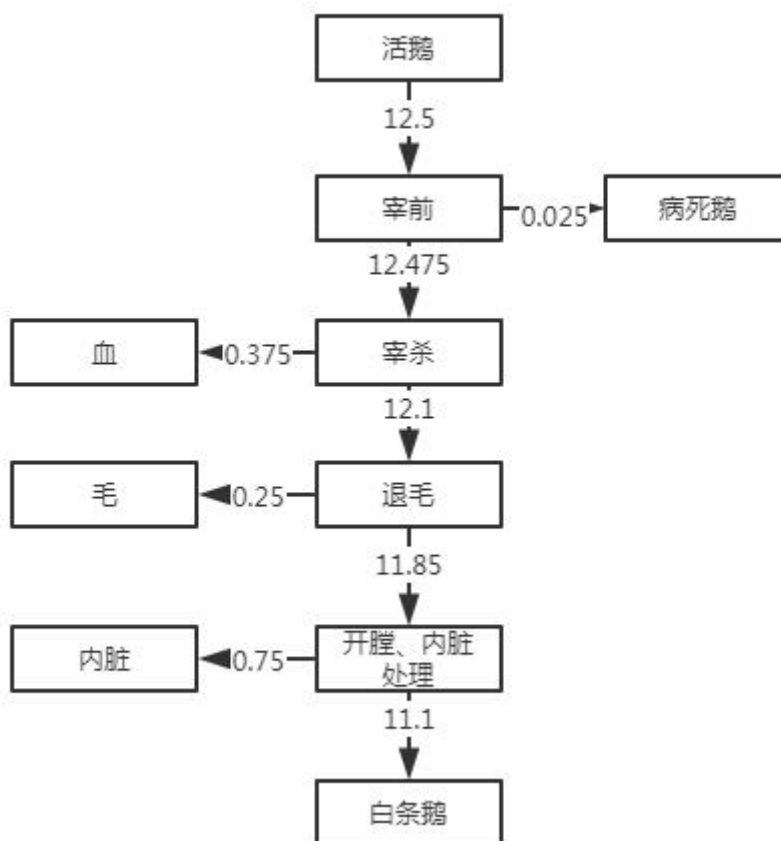 活鹅
12.5
宰前
0.025
病死鹅
12.475
血
0.375
宰杀
12.1
毛
0.25
退毛
11.85
内脏
0.75
开膛、内脏
处理
11.1
白条鹅